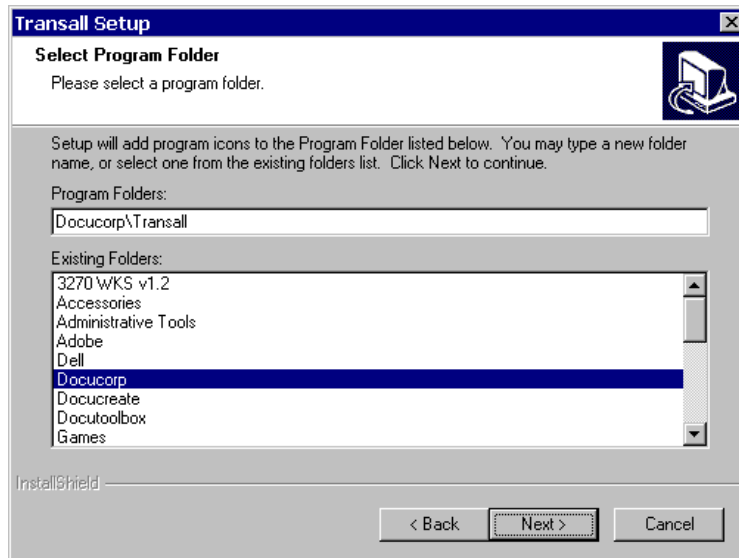 Transall Setup
Select Program Folder
Please select a program folder.
Setup will add program icons to the Program Folder listed below. You may type a new folder
name, or select one from the existing folders list. Click Next to continue.
Program Folders:
Docucorp\Transall
Existing Folders:
3270 WKS v1.2
Accessories
Administrative Tools
Adobe
Dell
Docucorp
Docucreate
Docutoolbox
Games
InstallShield
< Back
Next >
Cancel